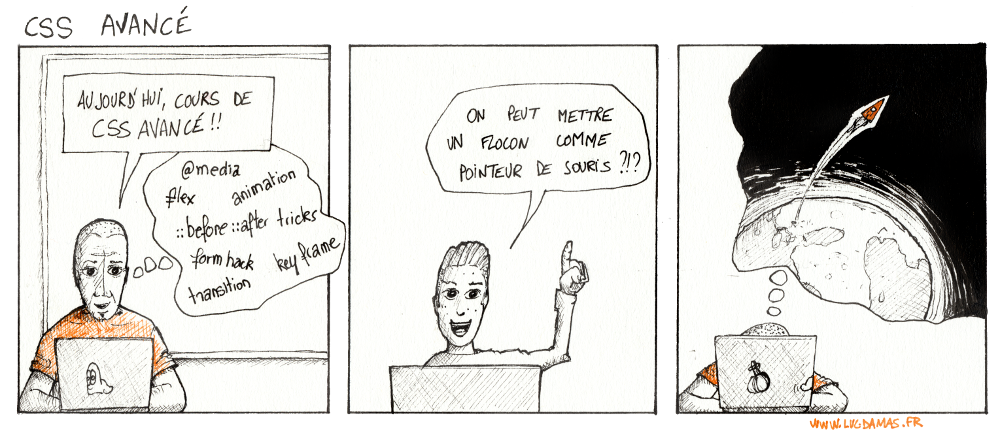 CSS AVANCÉ
AUJOURD'HUI, COURS DE
CSS AVANCÉ!!
@media
flex animation
::before ::after tricks
form hack key frame
transition
ON PEUT METTRE
UN FLOCON COMME
POINTEUR DE SOURIS ?!?
WWW.LUCDAMAS.FR